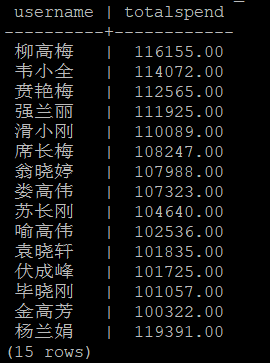 username | totalspend
----------+------------
柳高梅 | 116155.00
韦小全 | 114072.00
贲艳梅 | 112565.00
强兰丽 | 111925.00
滑小刚 | 110089.00
席长梅 | 108247.00
翁晓婷 | 107988.00
娄高伟 | 107323.00
苏长刚 | 104640.00
喻高伟 | 102536.00
袁晓轩 | 101835.00
伏成峰 | 101725.00
毕晓刚 | 101057.00
金高芳 | 100322.00
杨兰娟 | 119391.00
(15 rows)